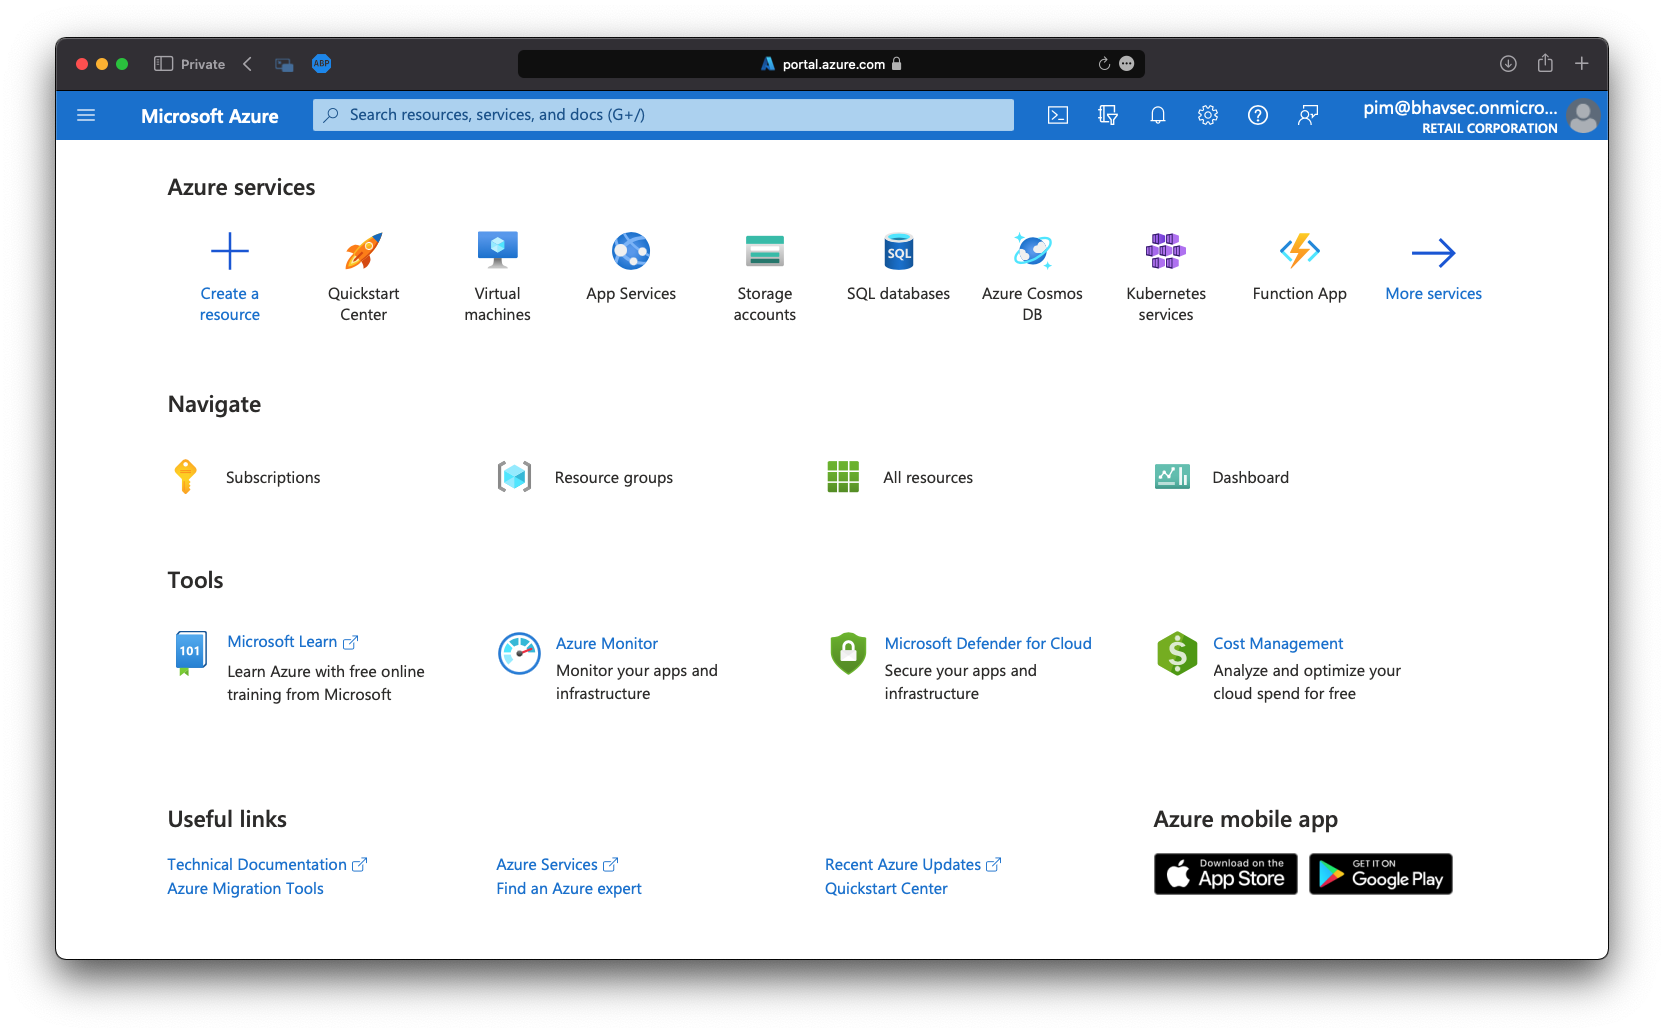 Private
ABP
portal.azure.com
Microsoft Azure
Search resources, services, and docs (G+/)
pim@bhavsec.onmicro...
RETAIL CORPORATION
Azure services
Create a
resource
Quickstart
Center
Virtual
machines
App Services
Storage
accounts
SQL
SQL databases
Azure Cosmos
DB
Kubernetes
services
Function App
More services
Navigate
Subscriptions
Resource groups
All resources
Dashboard
Tools
101
Microsoft Learn
Learn Azure with free online
training from Microsoft
Azure Monitor
Monitor your apps and
infrastructure
Microsoft Defender for Cloud
Secure your apps and
infrastructure
$
Cost Management
Analyze and optimize your
cloud spend for free
Useful links
Technical Documentation
Azure Migration Tools
Azure Services
Find an Azure expert
Recent Azure Updates
Quickstart Center
Azure mobile app
Download on the
App Store
GET IT ON
Google Play